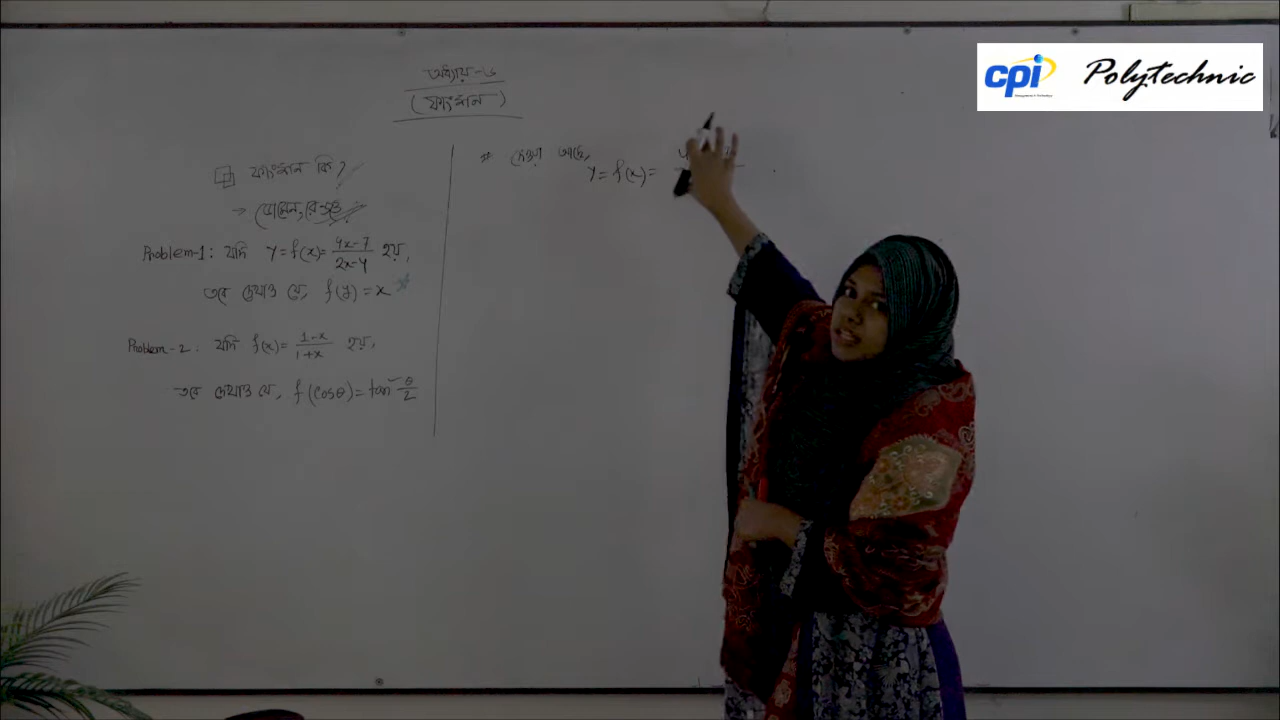 cpi Polytechnic
অধ্যায়-৬
(ফাংশন)
ফাংশন কি?
→ ডোমেন, রেঞ্জ
Problem-1: যদি y=f(x)= 4x-7 / 2x-4 হয়,
তবে দেখাও যে, f(y) = x
Problem-2: যদি f(x)= 1-x / 1+x হয়,
তবে দেখাও যে, f(cosθ)= tan² θ/2
# দেওয়া আছে,
y = f(x) =